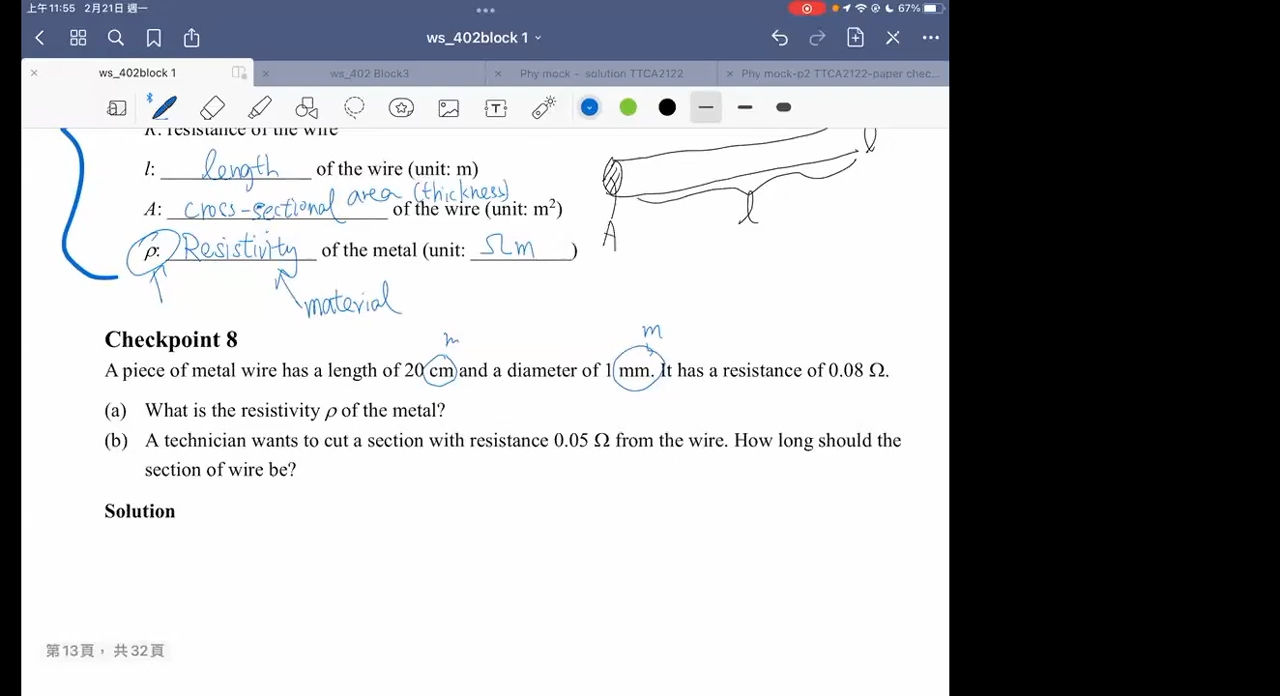 上午11:55 2月21日 週一
67%
ws_402block 1
ws_402block 1
ws_402 Block3
Phy mock - solution TTCA2122
Phy mock-p2 TTCA2122-paper chec...
R: resistance of the wire
l: length of the wire (unit: m)
A: cross-sectional area (thickness) of the wire (unit: m²)
ρ: Resistivity of the metal (unit: Ωm)
material
A
l
m
m
Checkpoint 8
A piece of metal wire has a length of 20 cm and a diameter of 1 mm. It has a resistance of 0.08 Ω.
(a) What is the resistivity ρ of the metal?
(b) A technician wants to cut a section with resistance 0.05 Ω from the wire. How long should the
section of wire be?
Solution
第13頁，共32頁